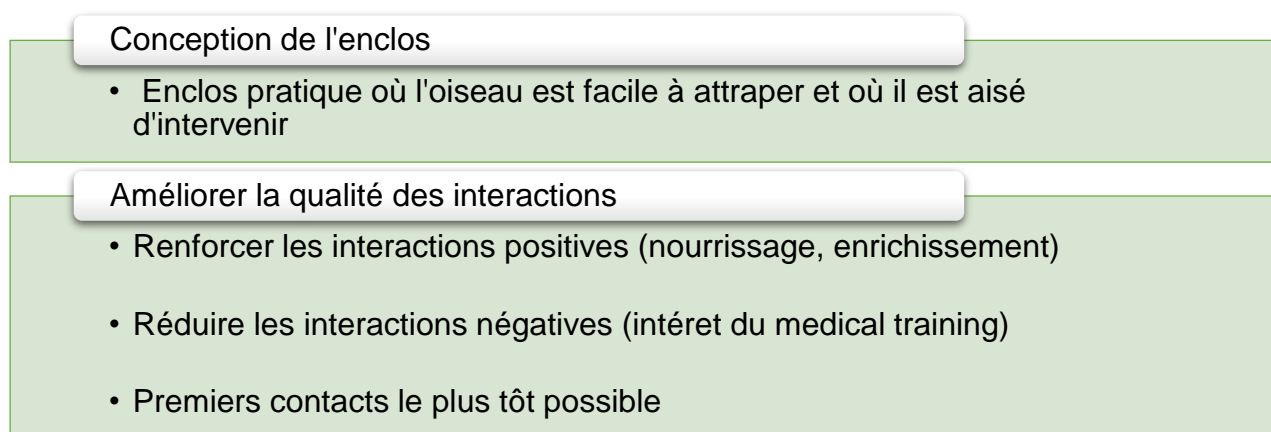 Conception de l'enclos
• Enclos pratique où l'oiseau est facile à attraper et où il est aisé
d'intervenir
Améliorer la qualité des interactions
• Renforcer les interactions positives (nourrissage, enrichissement)
• Réduire les interactions négatives (intéret du medical training)
• Premiers contacts le plus tôt possible